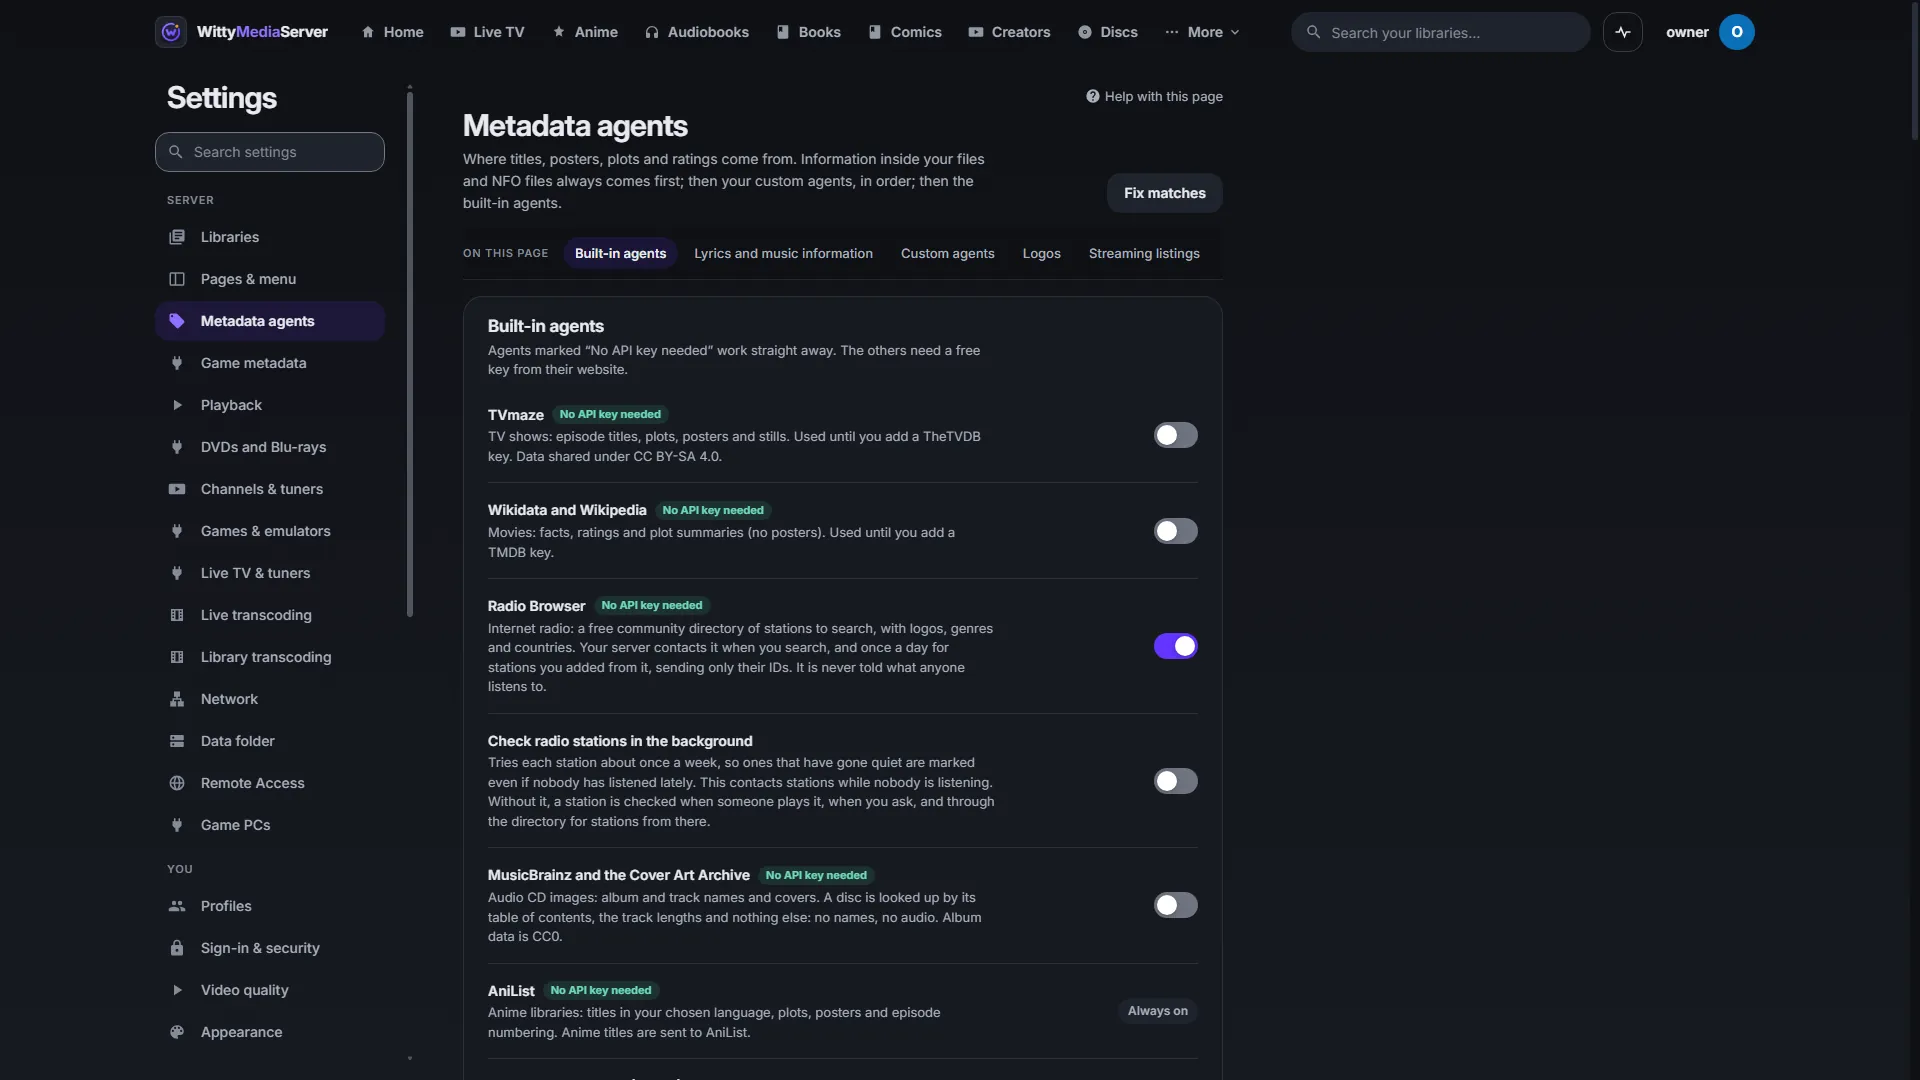 WittyMediaServer
Home
Live TV
Anime
Audiobooks
Books
Comics
Creators
Discs
More
Search your libraries...
owner
O
Settings
Search settings
SERVER
Libraries
Pages & menu
Metadata agents
Game metadata
Playback
DVDs and Blu-rays
Channels & tuners
Games & emulators
Live TV & tuners
Live transcoding
Library transcoding
Network
Data folder
Remote Access
Game PCs
YOU
Profiles
Sign-in & security
Video quality
Appearance
Help with this page
Metadata agents
Where titles, posters, plots and ratings come from. Information inside your files
and NFO files always comes first; then your custom agents, in order; then the
built-in agents.
Fix matches
ON THIS PAGE
Built-in agents
Lyrics and music information
Custom agents
Logos
Streaming listings
Built-in agents
Agents marked “No API key needed” work straight away. The others need a free
key from their website.
TVmaze No API key needed
TV shows: episode titles, plots, posters and stills. Used until you add a TheTVDB
key. Data shared under CC BY-SA 4.0.
Wikidata and Wikipedia No API key needed
Movies: facts, ratings and plot summaries (no posters). Used until you add a
TMDB key.
Radio Browser No API key needed
Internet radio: a free community directory of stations to search, with logos, genres
and countries. Your server contacts it when you search, and once a day for
stations you added from it, sending only their IDs. It is never told what anyone
listens to.
Check radio stations in the background
Tries each station about once a week, so ones that have gone quiet are marked
even if nobody has listened lately. This contacts stations while nobody is listening.
Without it, a station is checked when someone plays it, when you ask, and through
the directory for stations from there.
MusicBrainz and the Cover Art Archive No API key needed
Audio CD images: album and track names and covers. A disc is looked up by its
table of contents, the track lengths and nothing else: no names, no audio. Album
data is CC0.
AniList No API key needed
Anime libraries: titles in your chosen language, plots, posters and episode
numbering. Anime titles are sent to AniList.
Always on